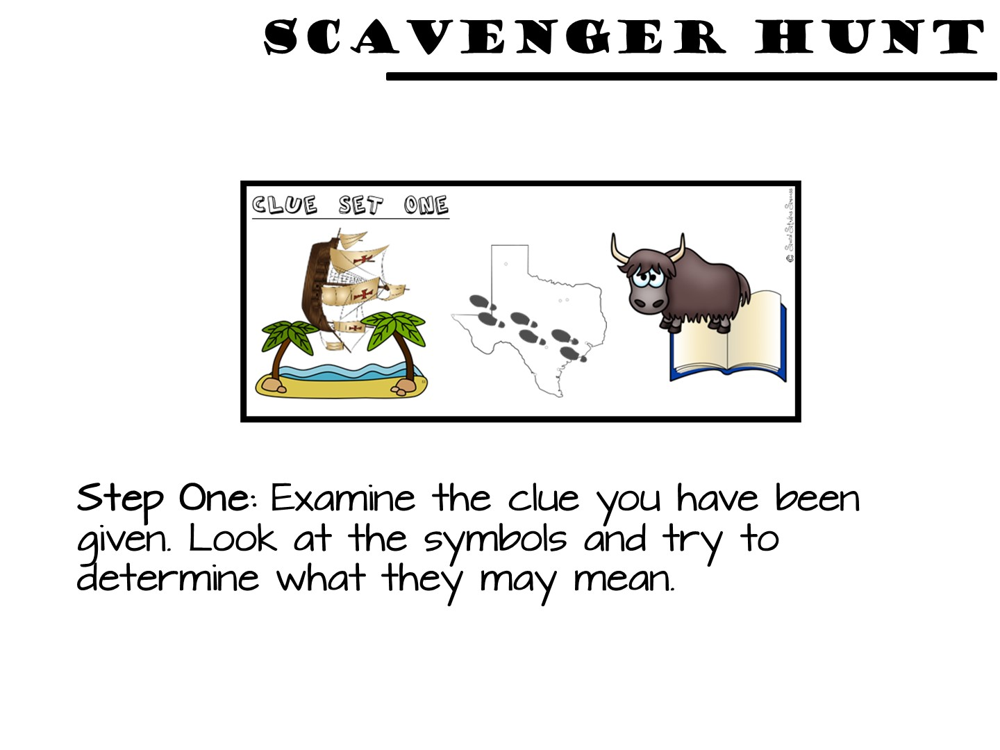 SCAVENGER HUNT
CLUE SET ONE
Step One: Examine the clue you have been
given. Look at the symbols and try to
determine what they may mean.